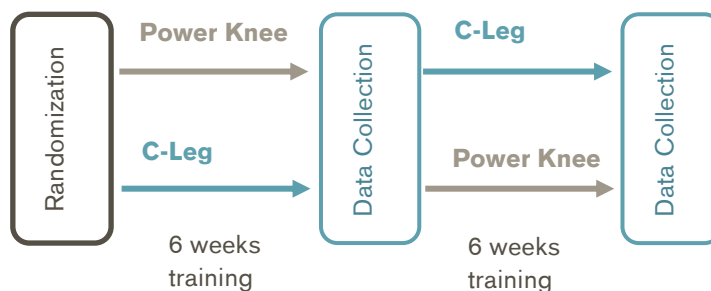 Randomization
Power Knee
C-Leg
6 weeks
training
Data Collection
C-Leg
Power Knee
6 weeks
training
Data Collection